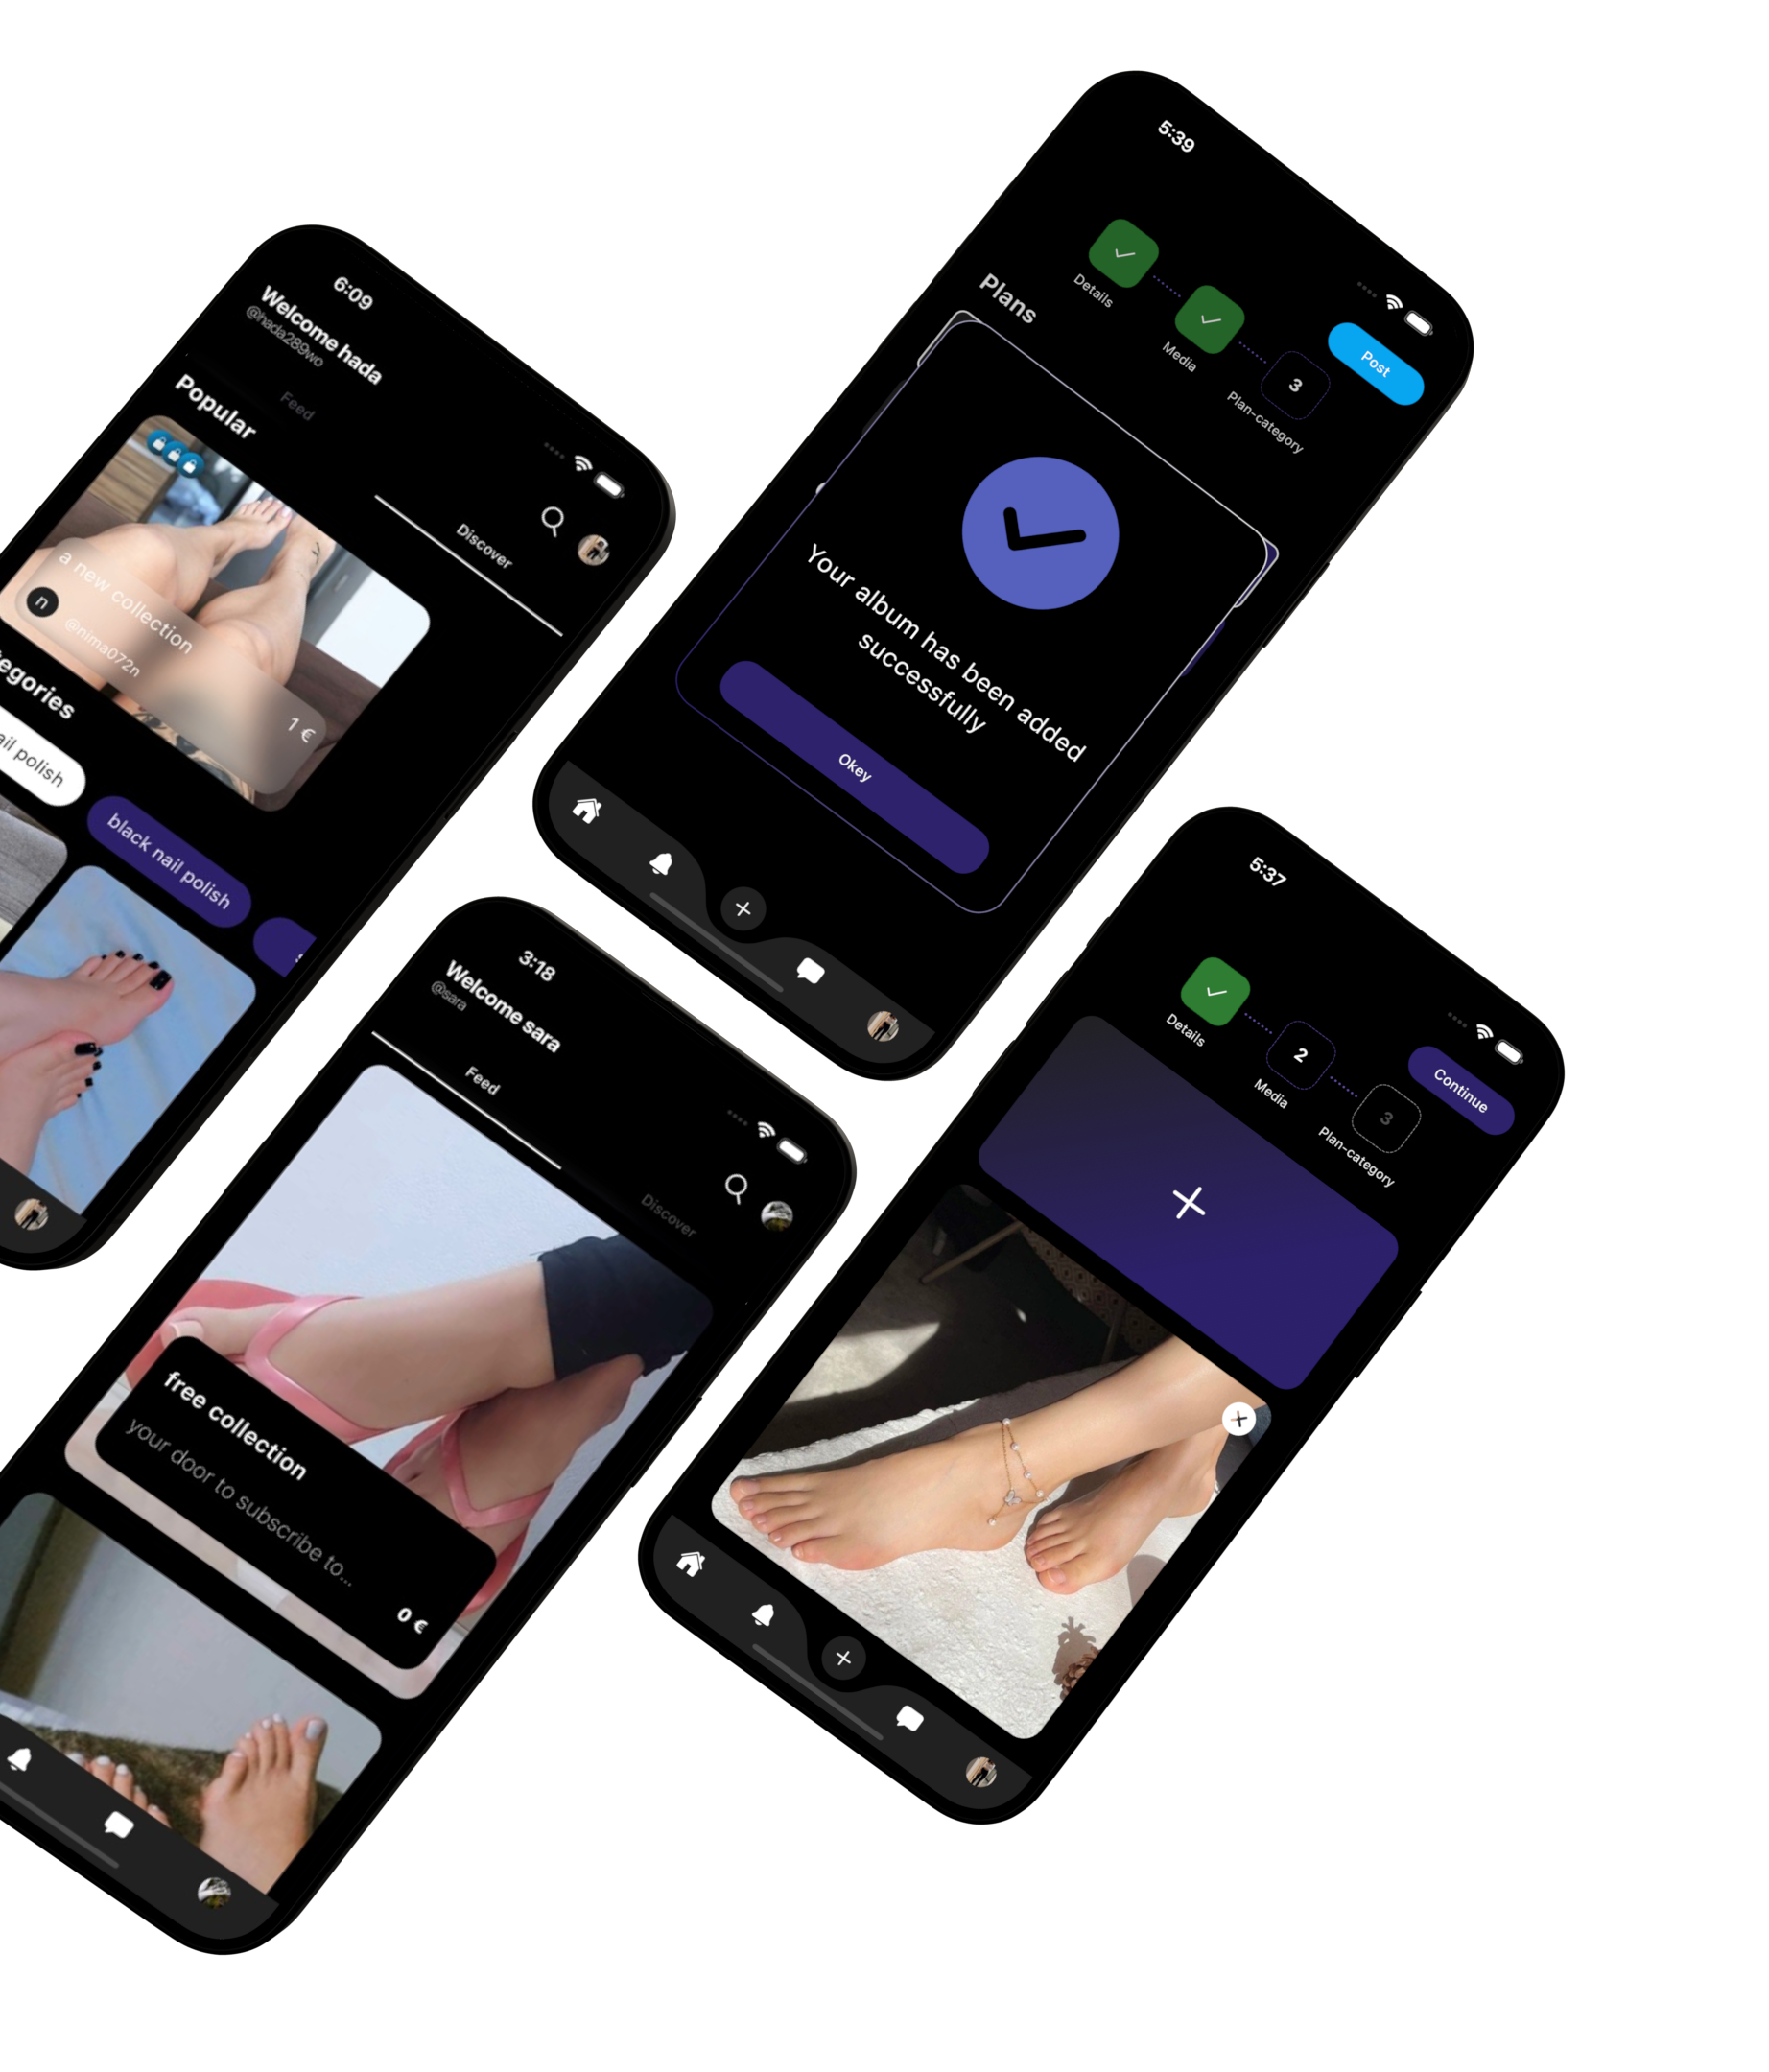 6:09
Welcome hada
@hada289wo
Feed
Discover
Popular
a new collection
n
@nima072n
1 €
tegories
ail polish
black nail polish
5:39
Details
Media
3
Plan-category
Post
Plans
Your album has been added
successfully
Okey
3:18
Welcome sara
@sara
Feed
Discover
free collection
your door to subscribe to...
0 €
5:37
Details
2
Media
3
Plan-category
Continue